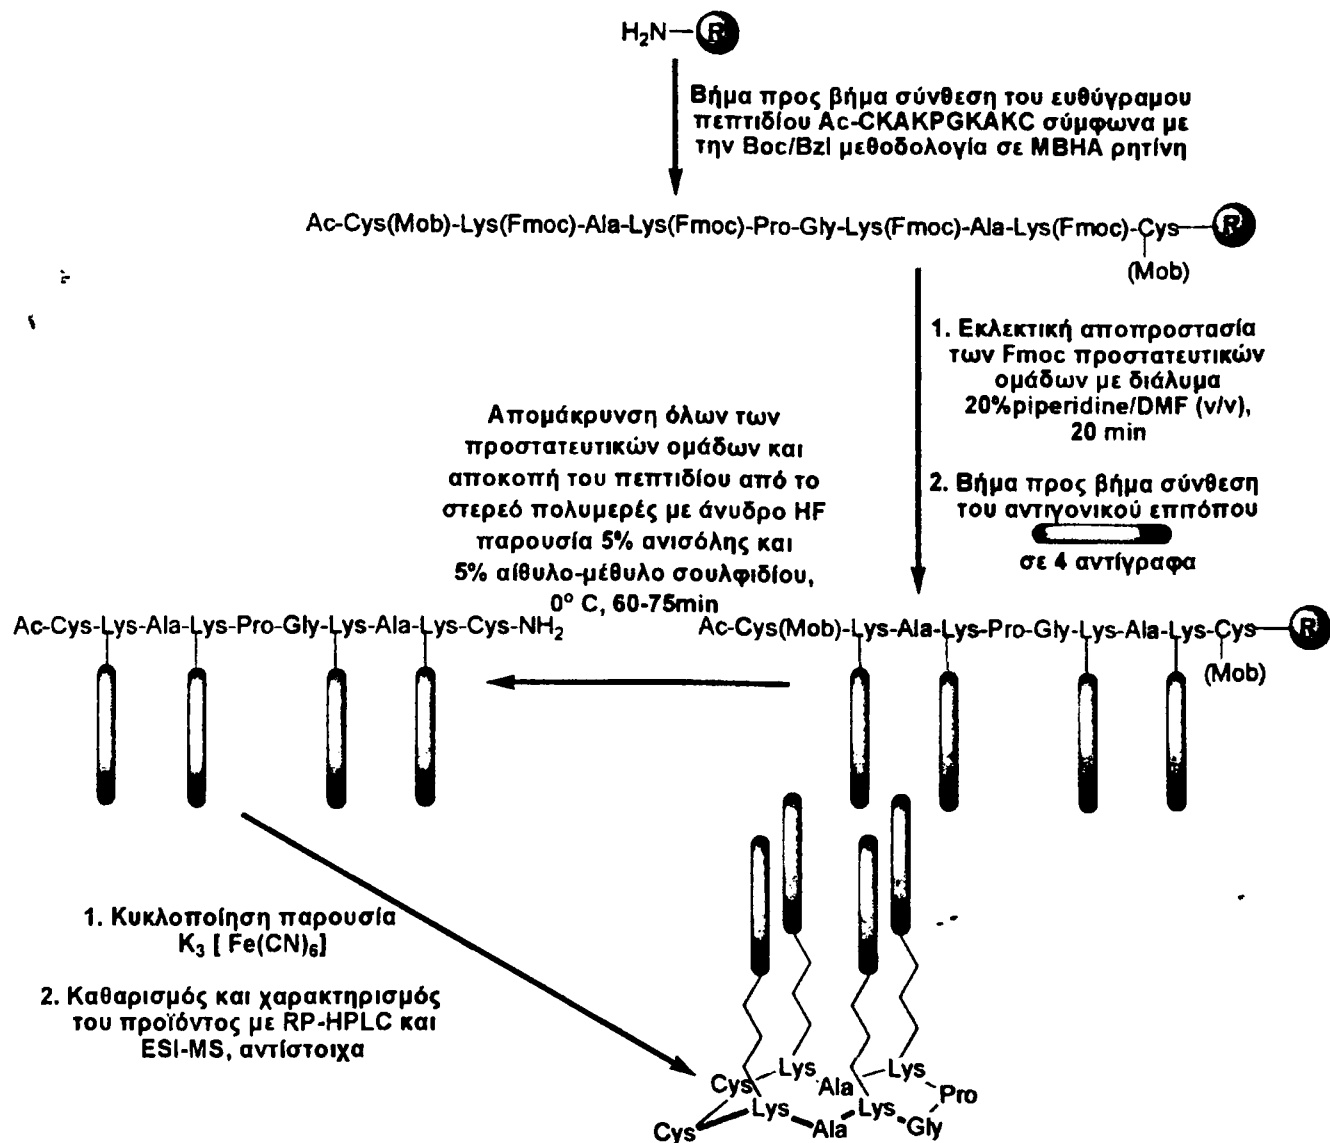 H₂N—R
Βήμα προς βήμα σύνθεση του ευθύγραμου
πεπτιδίου Ac-CKAKPGKAKC σύμφωνα με
την Boc/Bzl μεθοδολογία σε MBHA ρητίνη
Ac-Cys(Mob)-Lys(Fmoc)-Ala-Lys(Fmoc)-Pro-Gly-Lys(Fmoc)-Ala-Lys(Fmoc)-Cys—R
(Mob)
1. Εκλεκτική αποπροστασία
των Fmoc προστατευτικών
ομάδων με διάλυμα
20%piperidine/DMF (v/v),
20 min
2. Βήμα προς βήμα σύνθεση
του αντιγονικού επιτόπου
σε 4 αντίγραφα
Απομάκρυνση όλων των
προστατευτικών ομάδων και
αποκοπή του πεπτιδίου από το
στερεό πολυμερές με άνυδρο HF
παρουσία 5% ανισόλης και
5% αίθυλο-μέθυλο σουλφιδίου,
0° C, 60-75min
Ac-Cys-Lys-Ala-Lys-Pro-Gly-Lys-Ala-Lys-Cys-NH₂
Ac-Cys(Mob)-Lys-Ala-Lys-Pro-Gly-Lys-Ala-Lys-Cys—R
(Mob)
1. Κυκλοποίηση παρουσία
K₃ [ Fe(CN)₆]
2. Καθαρισμός και χαρακτηρισμός
του προϊόντος με RP-HPLC και
ESI-MS, αντίστοιχα
Cys Lys Ala Lys Pro
Cys Lys Ala Lys Gly